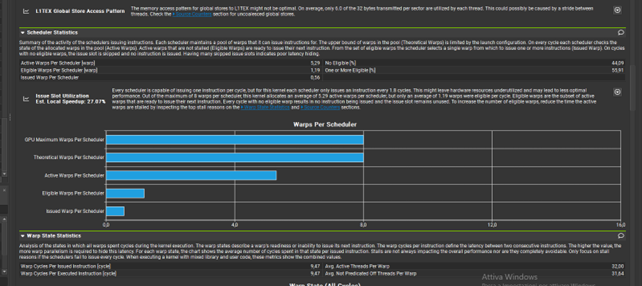 L1TEX Global Store Access Pattern
The memory access pattern for global stores to L1TEX might not be optimal. On average, only 6.0 of the 32 bytes transmitted per sector are utilized by each thread. This could possibly be caused by a stride between
threads. Check the Source Counters section for uncoalesced global stores.
Scheduler Statistics
Summary of the activity of the schedulers issuing instructions. Each scheduler maintains a pool of warps that it can issue instructions for. The upper bound of warps in the pool (Theoretical Warps) is limited by the launch configuration. On every cycle each scheduler checks
the state of the allocated warps in the pool (Active Warps). Active warps that are not stalled (Eligible Warps) are ready to issue their next instruction. From the set of eligible warps the scheduler selects a single warp from which to issue one or more instructions (Issued Warp). On cycles
with no eligible warps, the issue slot is skipped and no instruction is issued. Having many skipped issue slots indicates poor latency hiding.
Active Warps Per Scheduler [warp] 5,29 No Eligible [%] 44,09
Eligible Warps Per Scheduler [warp] 1,19 One or More Eligible [%] 55,91
Issued Warp Per Scheduler 0,56
Issue Slot Utilization
Est. Local Speedup: 27.07%
Every scheduler is capable of issuing one instruction per cycle, but for this kernel each scheduler only issues an instruction every 1.8 cycles. This might leave hardware resources underutilized and may lead to less optimal
performance. Out of the maximum of 8 warps per scheduler, this kernel allocates an average of 5.29 active warps per scheduler, but only an average of 1.19 warps were eligible per cycle. Eligible warps are the subset of active
warps that are ready to issue their next instruction. Every cycle with no eligible warp results in no instruction being issued and the issue slot remains unused. To increase the number of eligible warps, reduce the time the active
warps are stalled by inspecting the top stall reasons on the Warp State Statistics and Source Counters sections.
Warps Per Scheduler
GPU Maximum Warps Per Scheduler
Theoretical Warps Per Scheduler
Active Warps Per Scheduler
Eligible Warps Per Scheduler
Issued Warp Per Scheduler
0,0 4,0 8,0 12,0 16,0
Warp State Statistics
Analysis of the states in which all warps spent cycles during the kernel execution. The warp states describe a warp's readiness or inability to issue its next instruction. The warp cycles per instruction define the latency between two consecutive instructions. The higher the value, the
more warp parallelism is required to hide this latency. For each warp state, the chart shows the average number of cycles spent in that state per issued instruction. Stalls are not always impacting the overall performance nor are they completely avoidable. Only focus on stall
reasons if the schedulers fail to issue every cycle. When executing a kernel with mixed library and user code, these metrics show the combined values.
Warp Cycles Per Issued Instruction [cycle] 9,47 Avg. Active Threads Per Warp 32,00
Warp Cycles Per Executed Instruction [cycle] 9,47 Avg. Not Predicated Off Threads Per Warp 31,64
Attiva Windows
Warp State (All Cycles)